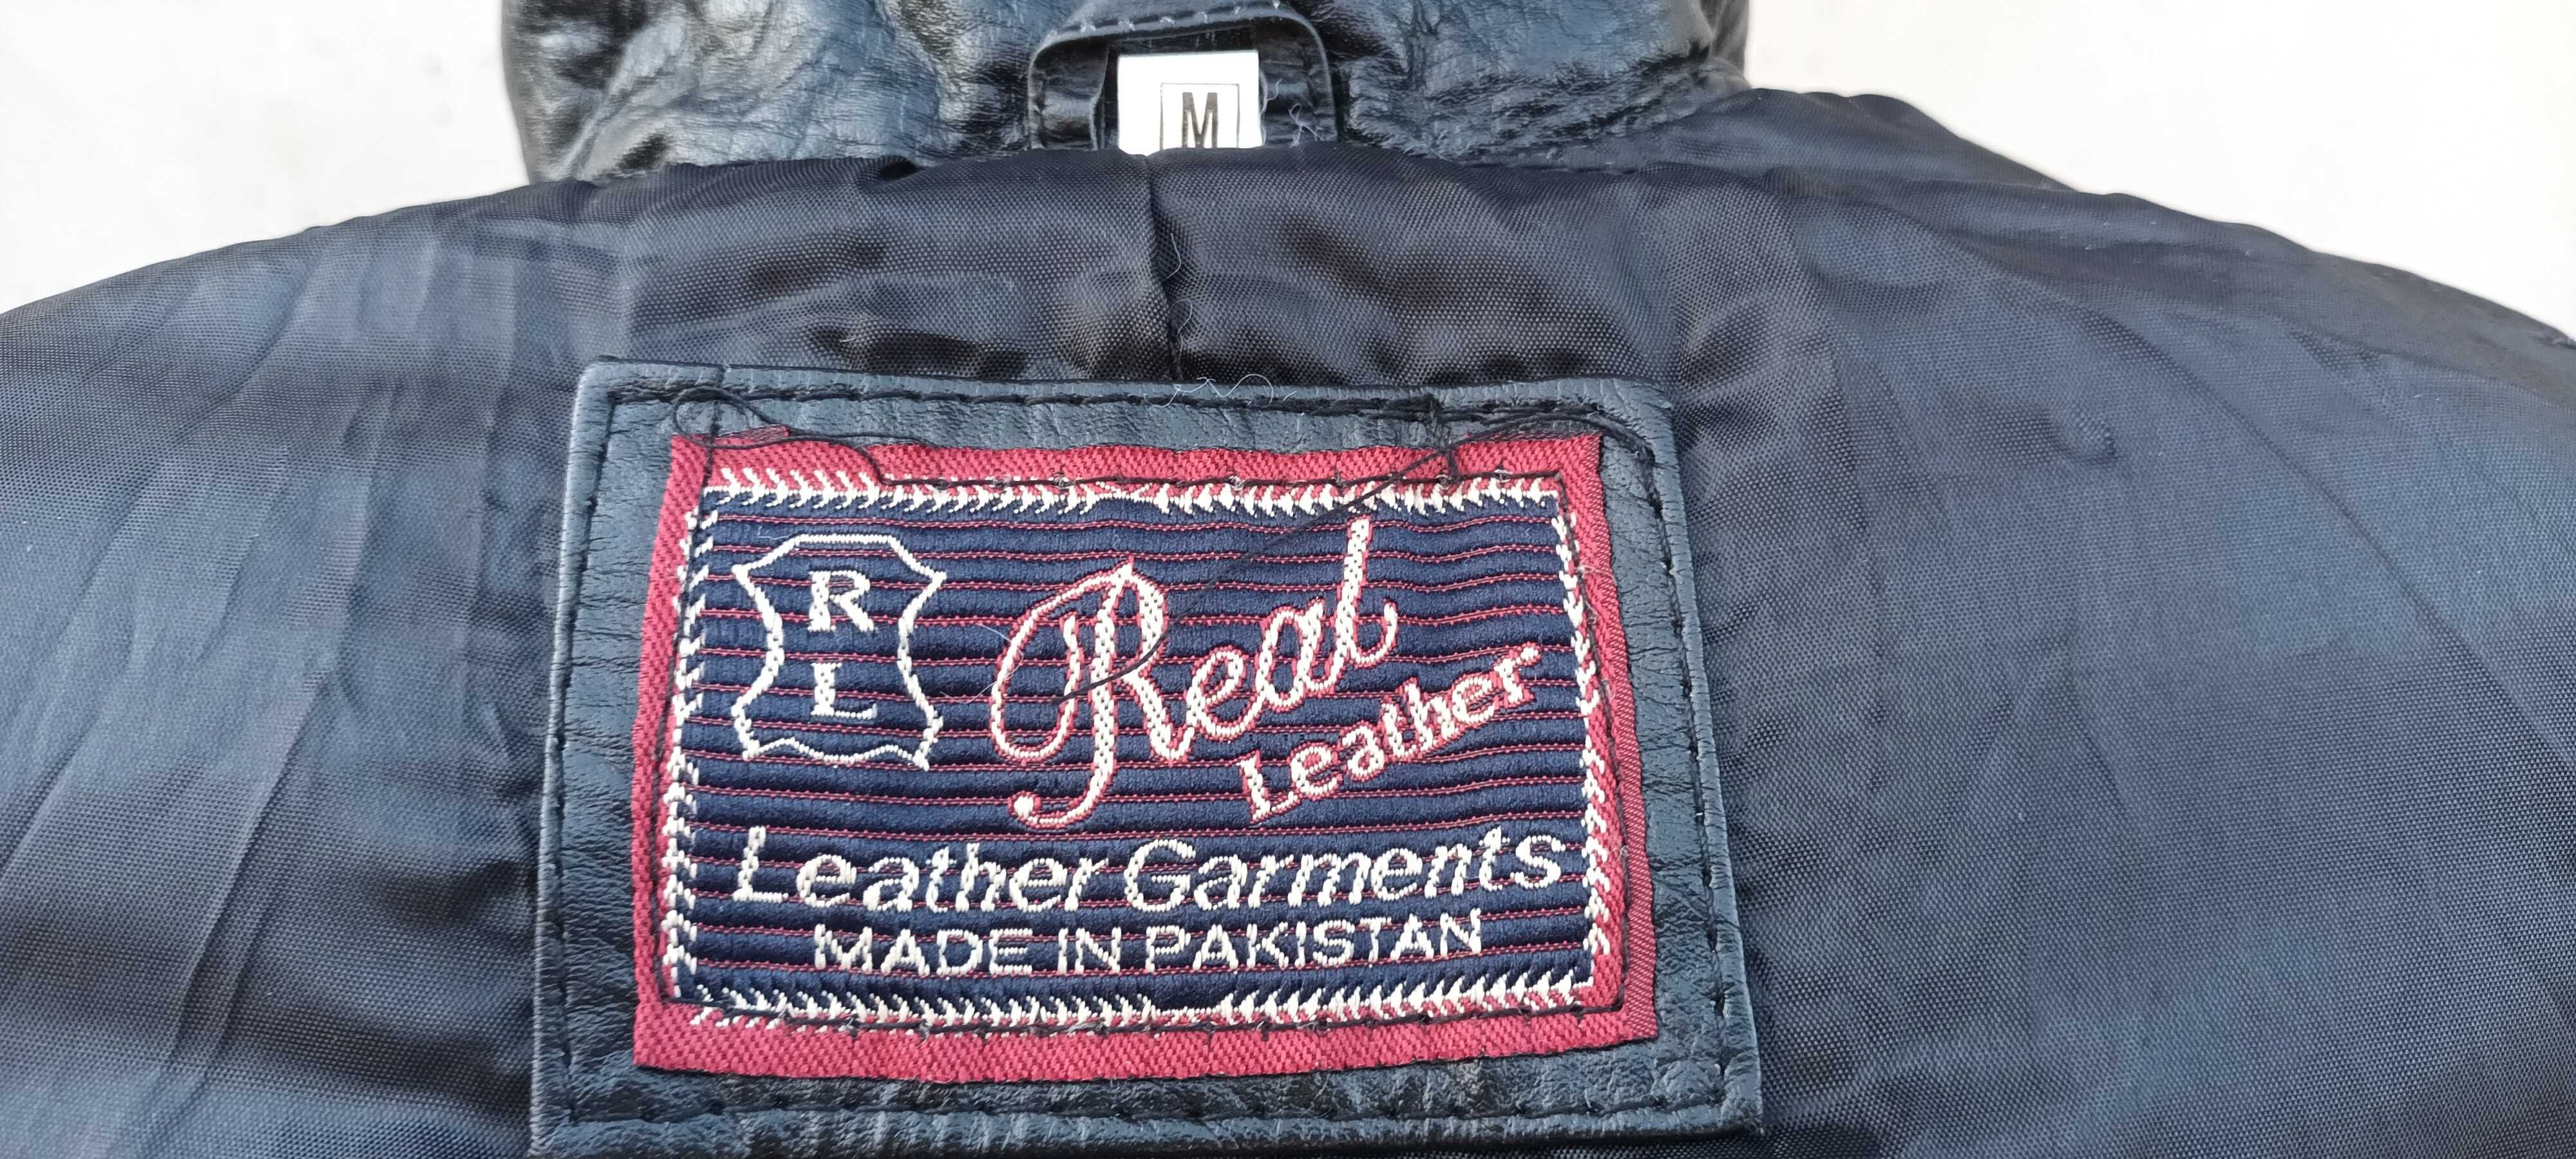 M
R
L
Real
Leather
Leather Garments
MADE IN PAKISTAN